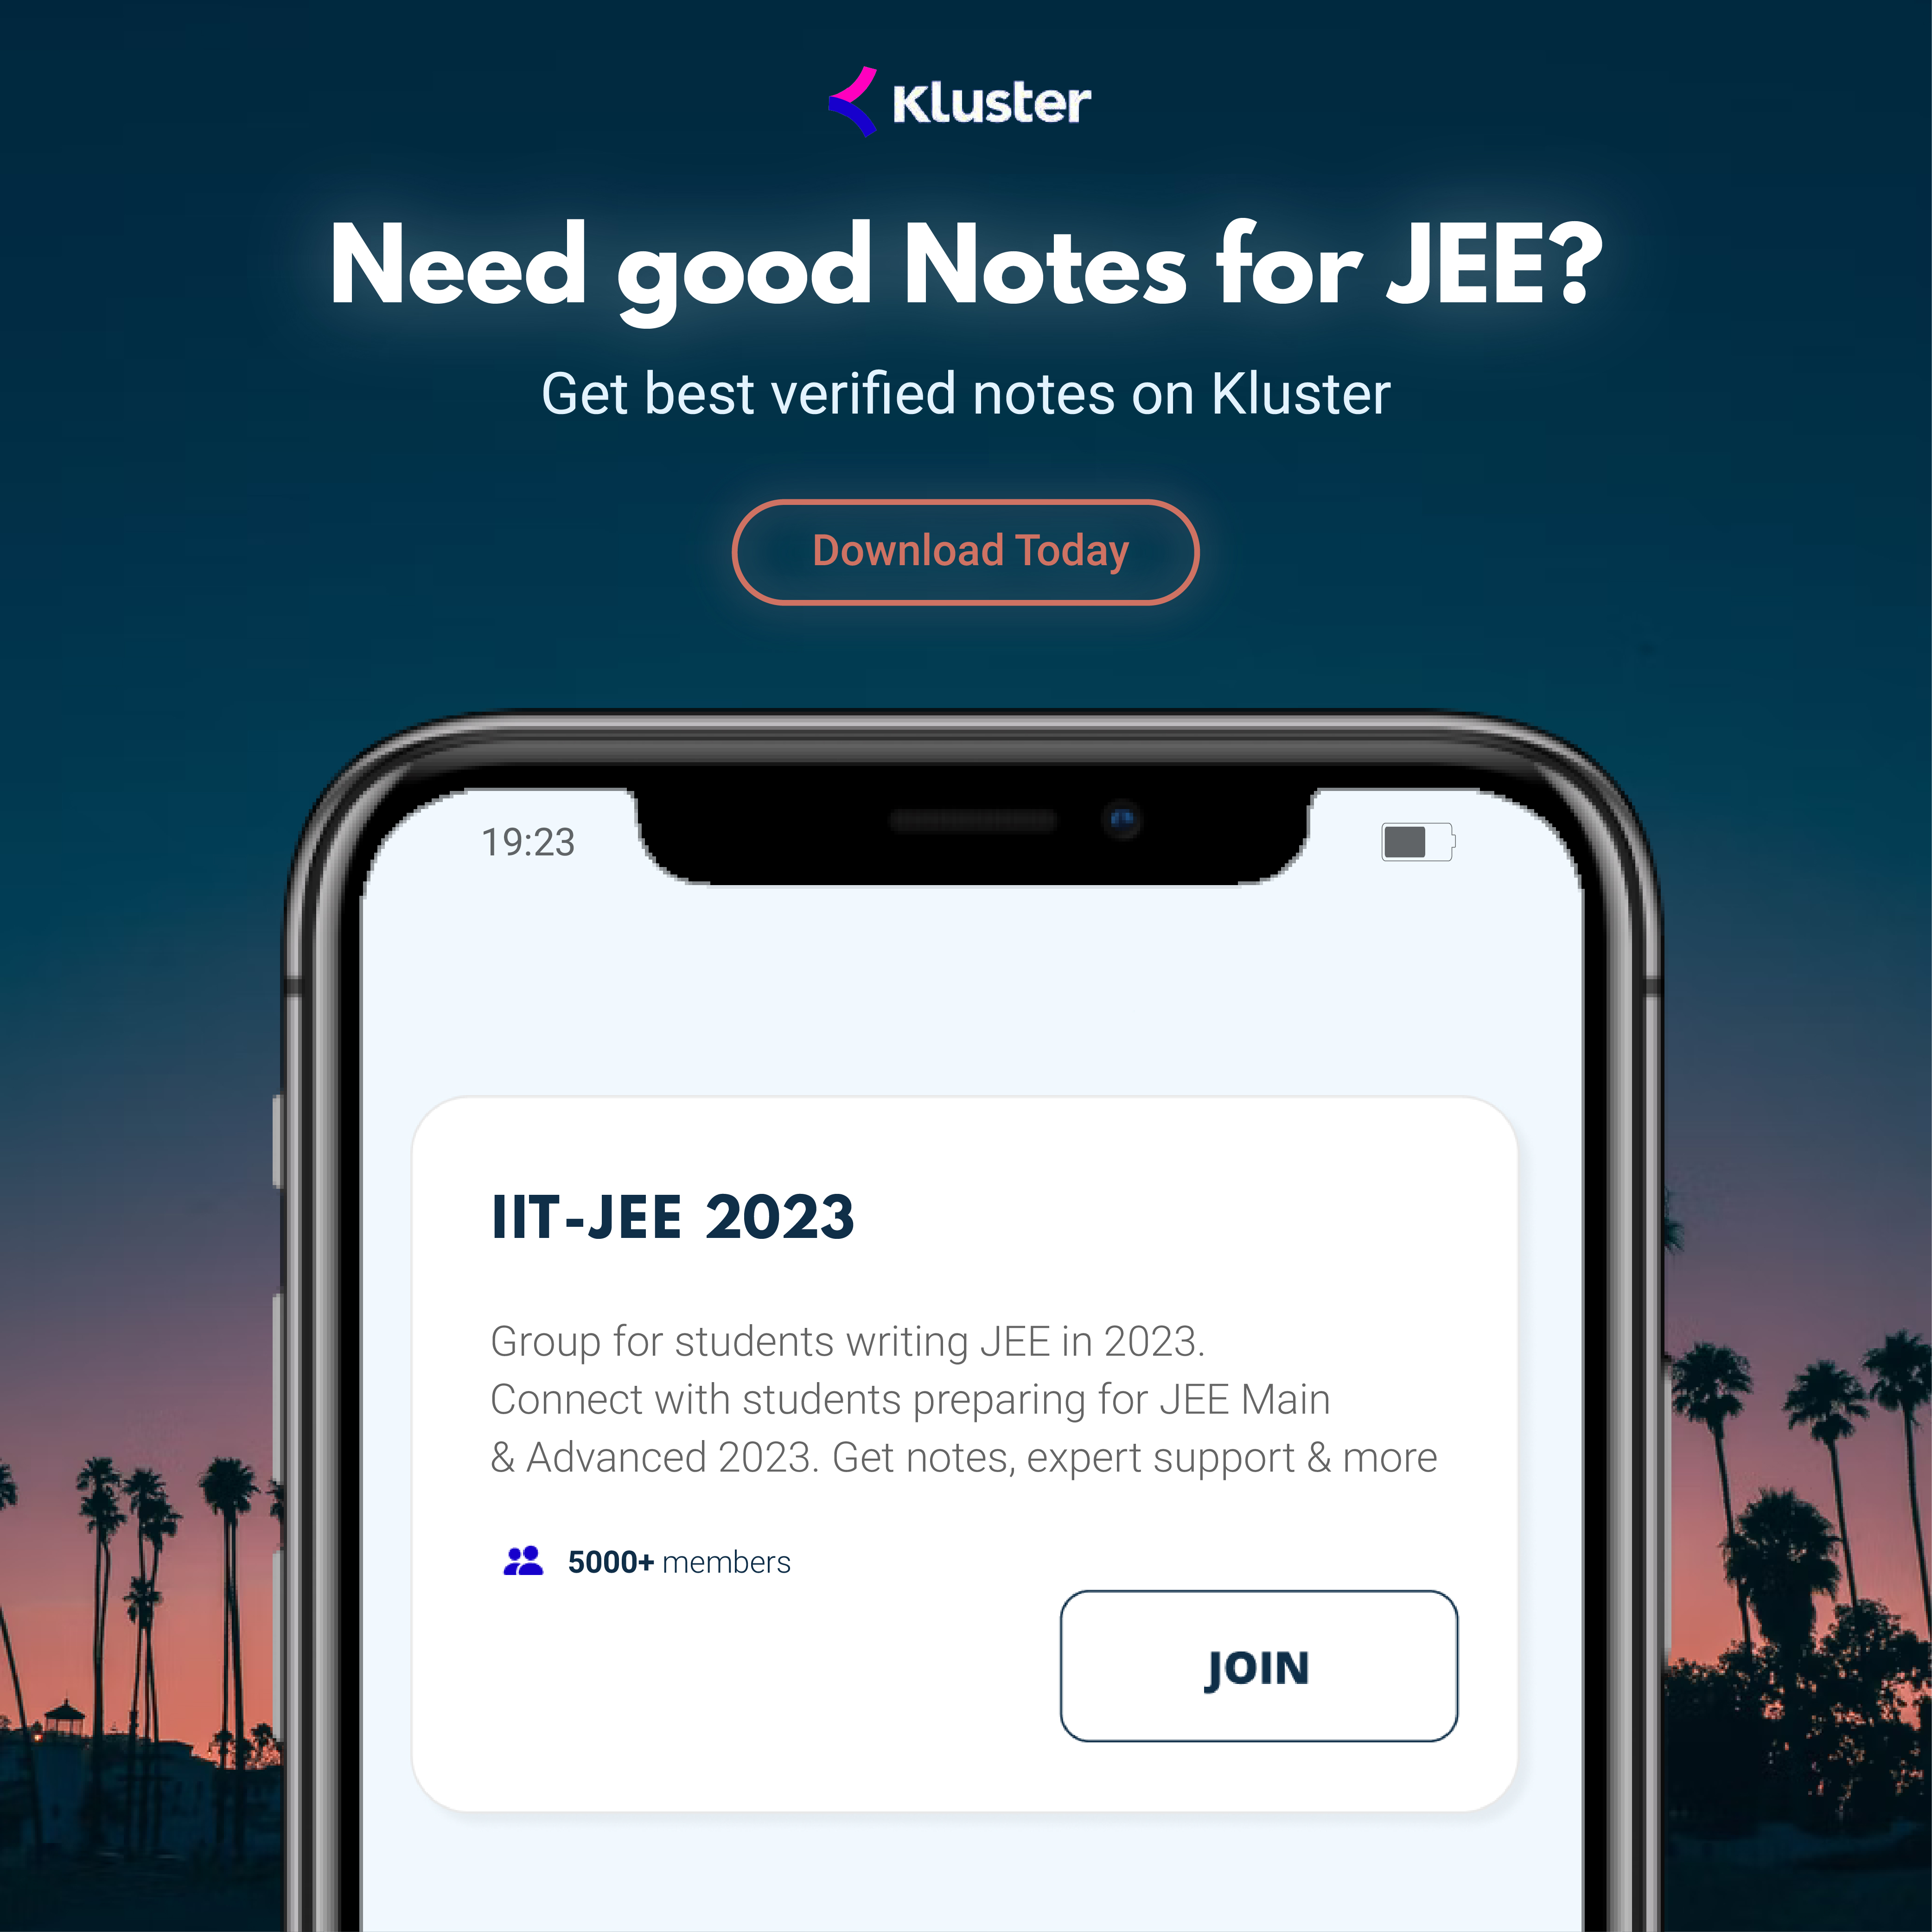 Kluster
Need good Notes for JEE?
Get best verified notes on Kluster
Download Today
19:23
IIT-JEE 2023
Group for students writing JEE in 2023.
Connect with students preparing for JEE Main
& Advanced 2023. Get notes, expert support & more
5000+ members
JOIN